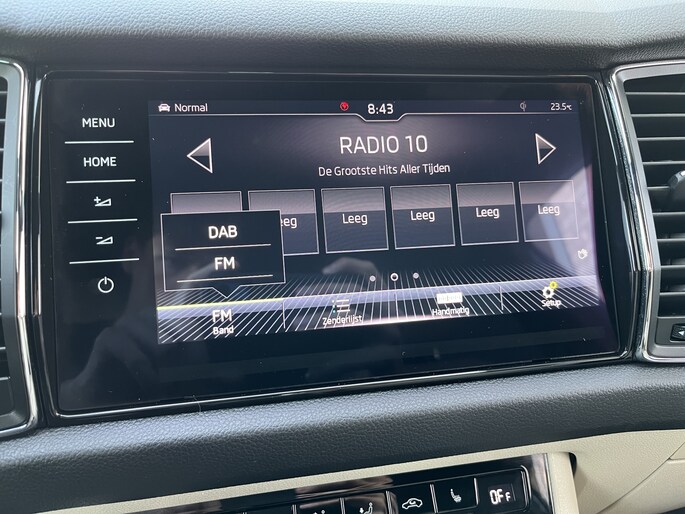 Normal
8:43
23.5°C
MENU
HOME
RADIO 10
De Grootste Hits Aller Tijden
eeg
Leeg
Leeg
Leeg
Leeg
DAB
FM
FM
Band
Zenderlijst
Handmatig
Setup
OFF